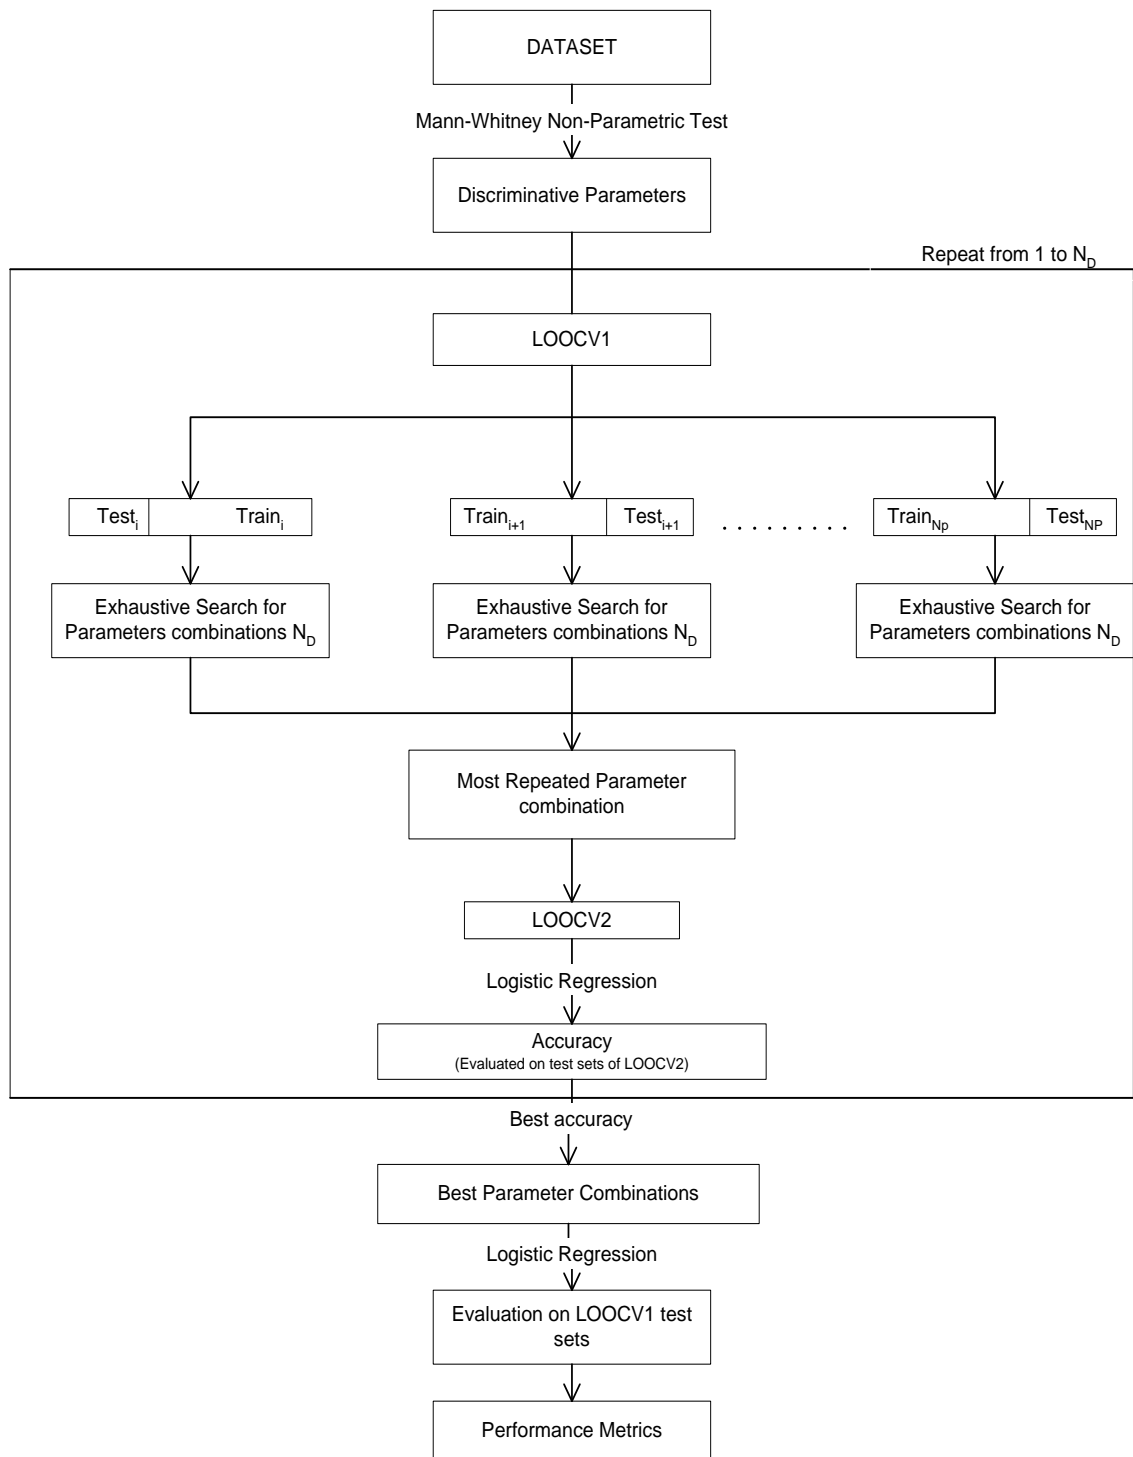 DATASET
Mann-Whitney Non-Parametric Test
Discriminative Parameters
Repeat from 1 to N_D
LOOCV1
Test_i Train_i Train_i+1 Test_i+1 . . . . . . . . . Train_Np Test_NP
Exhaustive Search for
Parameters combinations N_D
Exhaustive Search for
Parameters combinations N_D
Exhaustive Search for
Parameters combinations N_D
Most Repeated Parameter
combination
LOOCV2
Logistic Regression
Accuracy
(Evaluated on test sets of LOOCV2)
Best accuracy
Best Parameter Combinations
Logistic Regression
Evaluation on LOOCV1 test
sets
Performance Metrics